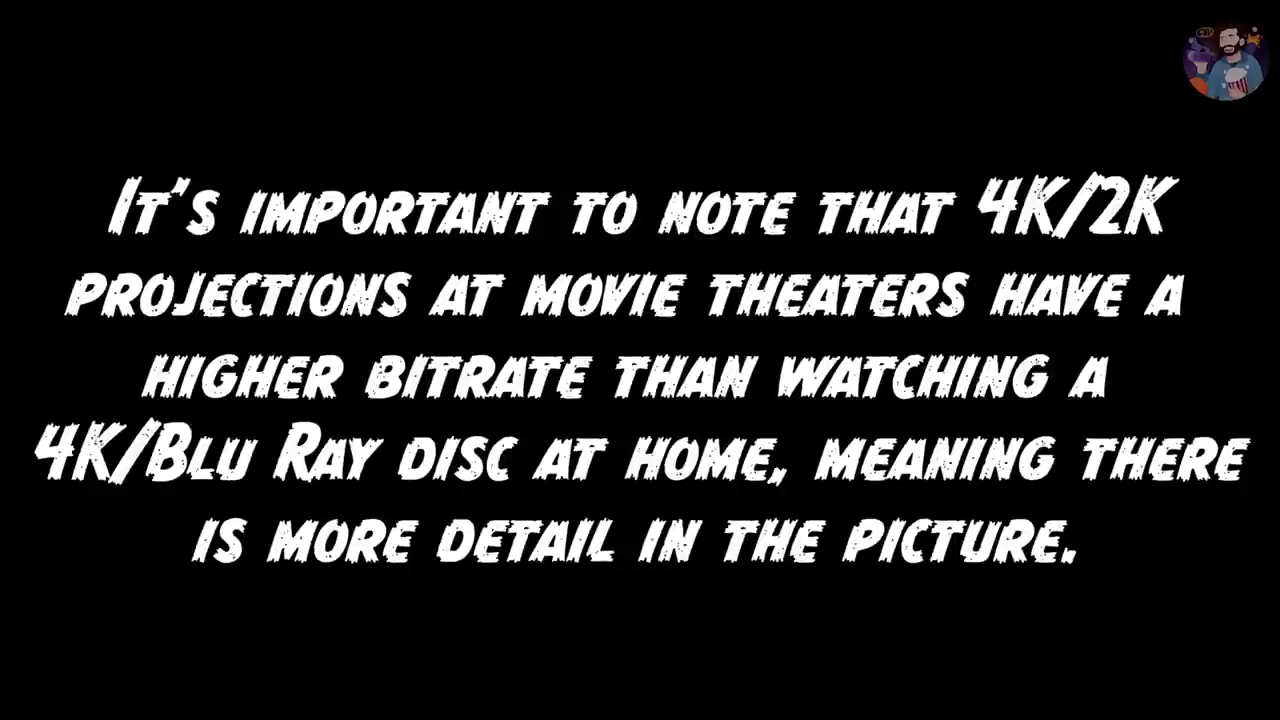 It's important to note that 4K/2K
projections at movie theaters have a
higher bitrate than watching a
4K/Blu Ray disc at home, meaning there
is more detail in the picture.